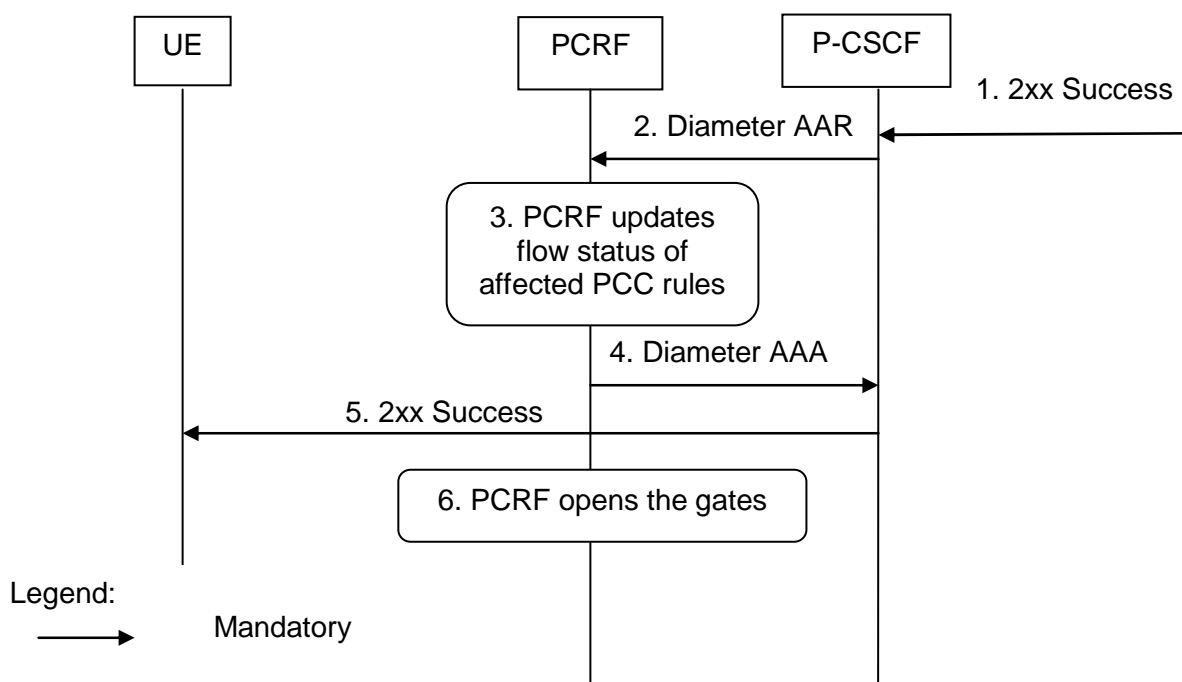 UE
PCRF
P-CSCF
1. 2xx Success
2. Diameter AAR
3. PCRF updates
flow status of
affected PCC rules
4. Diameter AAA
5. 2xx Success
6. PCRF opens the gates
Legend:
Mandatory